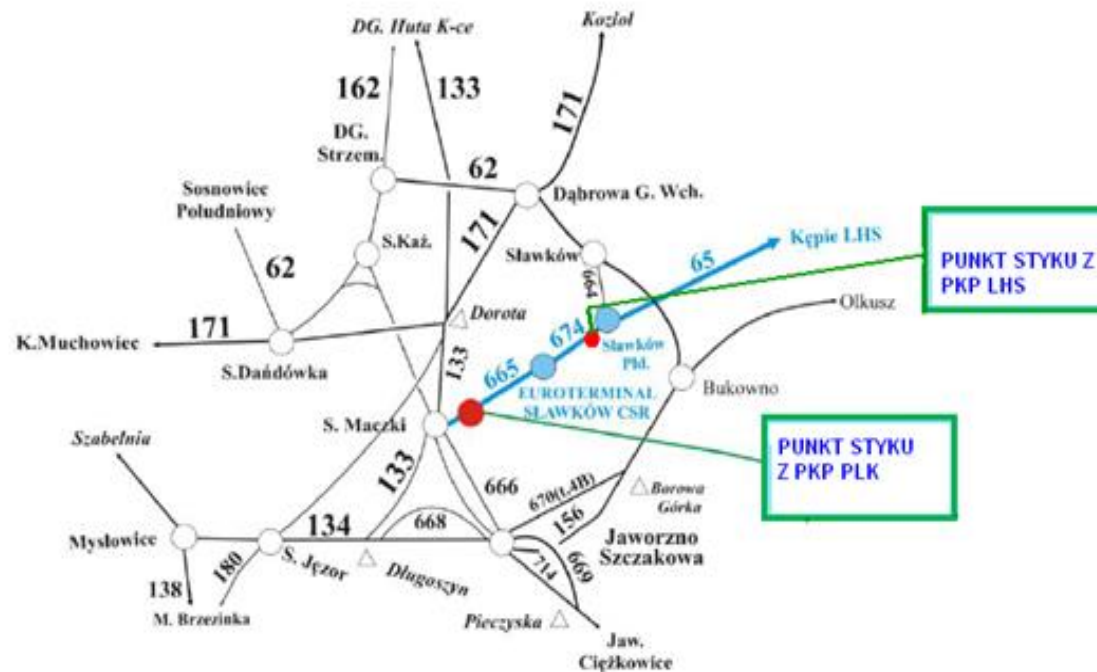 DG. Huta K-ce
Kozioł
162
133
171
DG.
Strzem.
62
Sosnowiec
Południowy
Dąbrowa G. Wch.
171
S.Kaź.
Sławków
Kępie LHS
65
62
664
PUNKT STYKU Z
PKP LHS
Olkusz
171
Dorota
674
K.Muchowiec
S.Dańdówka
133
Sławków
Płd.
665
EUROTERMINAL
SŁAWKÓW CSR
Bukowno
S. Maczki
Szabelnia
133
666
670(t.4B)
Borowa
Górka
PUNKT STYKU
Z PKP PLK
134
668
156
Mysłowice
S. Jęzor
Długoszyn
Jaworzno
Szczakowa
180
138
714
669
M. Brzezinka
Pieczyska
Jaw.
Ciężkowice